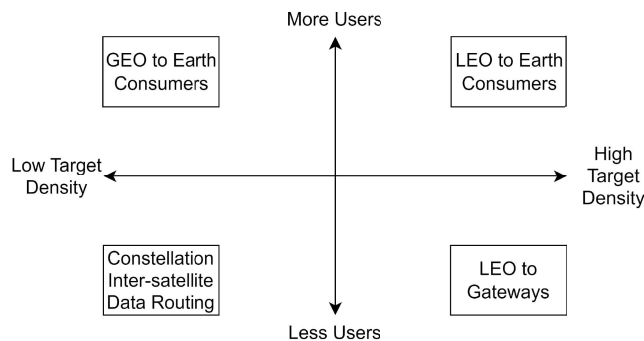 More Users
GEO to Earth
Consumers
LEO to Earth
Consumers
Low Target
Density
High
Target
Density
Constellation
Inter-satellite
Data Routing
LEO to
Gateways
Less Users